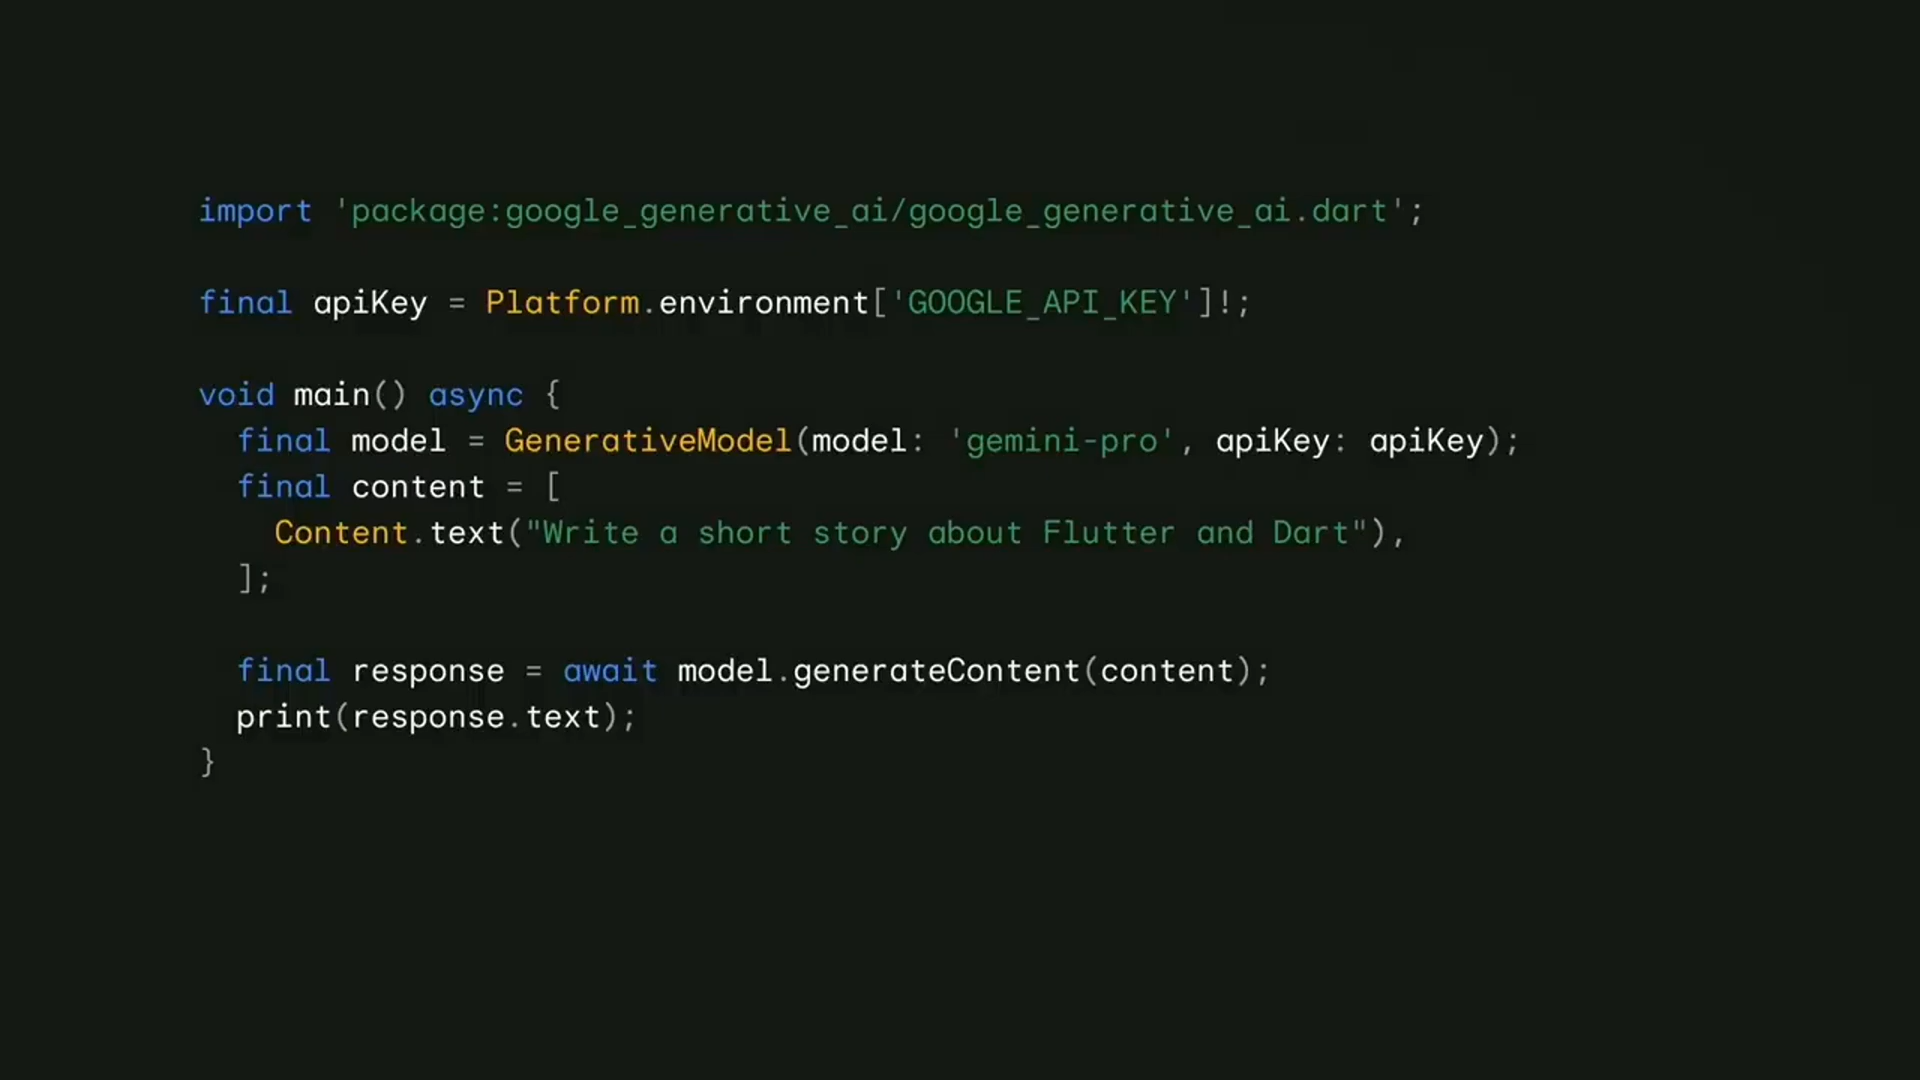 import 'package:google_generative_ai/google_generative_ai.dart';
final apiKey = Platform.environment['GOOGLE_API_KEY']!;
void main() async {
  final model = GenerativeModel(model: 'gemini-pro', apiKey: apiKey);
  final content = [
    Content.text("Write a short story about Flutter and Dart"),
  ];
  final response = await model.generateContent(content);
  print(response.text);
}